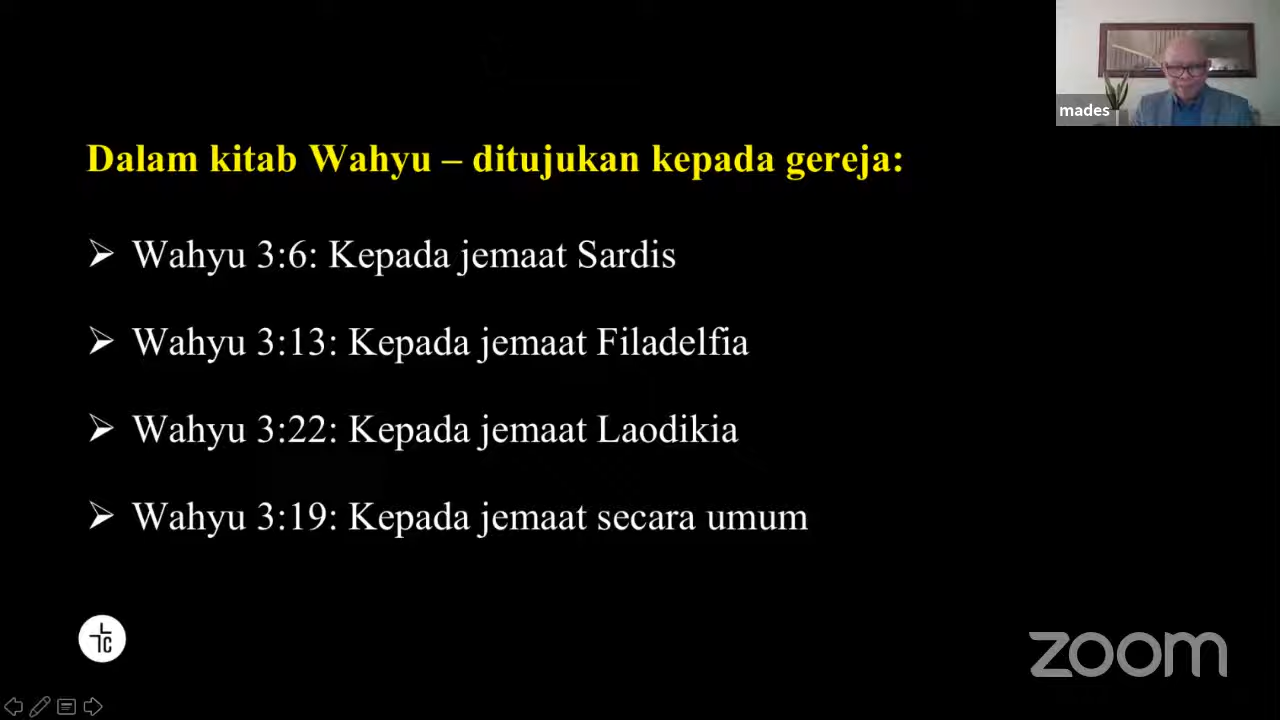 mades
Dalam kitab Wahyu – ditujukan kepada gereja:
➢ Wahyu 3:6: Kepada jemaat Sardis
➢ Wahyu 3:13: Kepada jemaat Filadelfia
➢ Wahyu 3:22: Kepada jemaat Laodikia
➢ Wahyu 3:19: Kepada jemaat secara umum
zoom